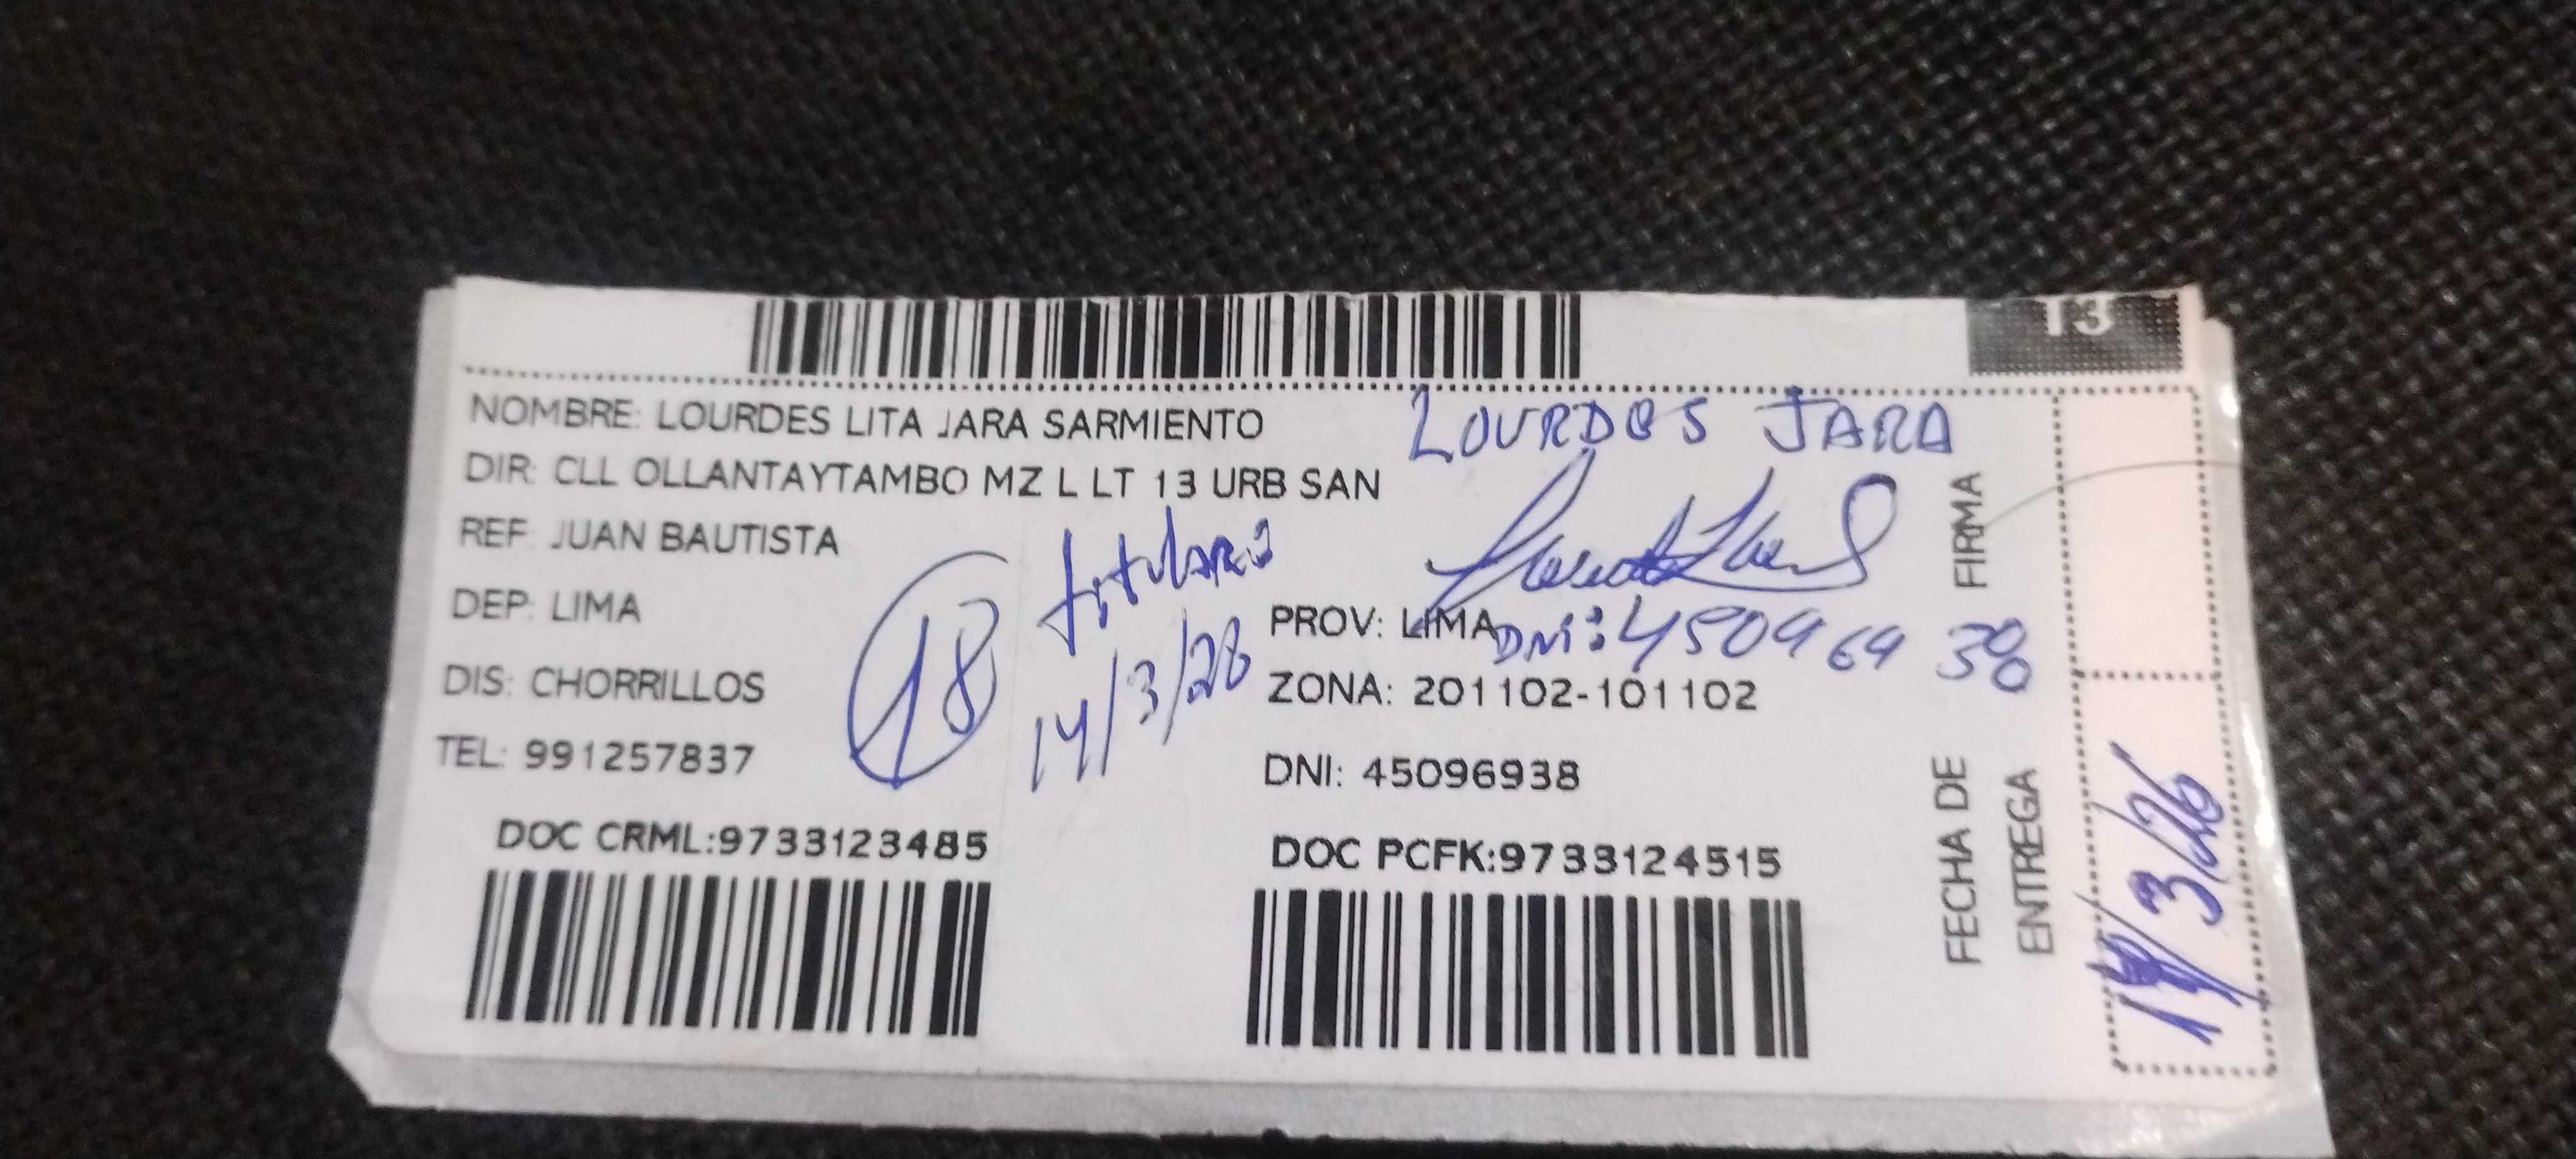 13
NOMBRE: LOURDES LITA JARA SARMIENTO
LOURDES JARA
DIR: CLL OLLANTAYTAMBO MZ L LT 13 URB SAN
REF: JUAN BAUTISTA
FIRMA
DEP: LIMA
18
PROV: LIMA
DNI: 45096938
DIS: CHORRILLOS
14/3/26
ZONA: 201102-101102
TEL: 991257837
DNI: 45096938
DOC CRML:9733123485
DOC PCFK:9733124515
FECHA DE
ENTREGA
14/3/26